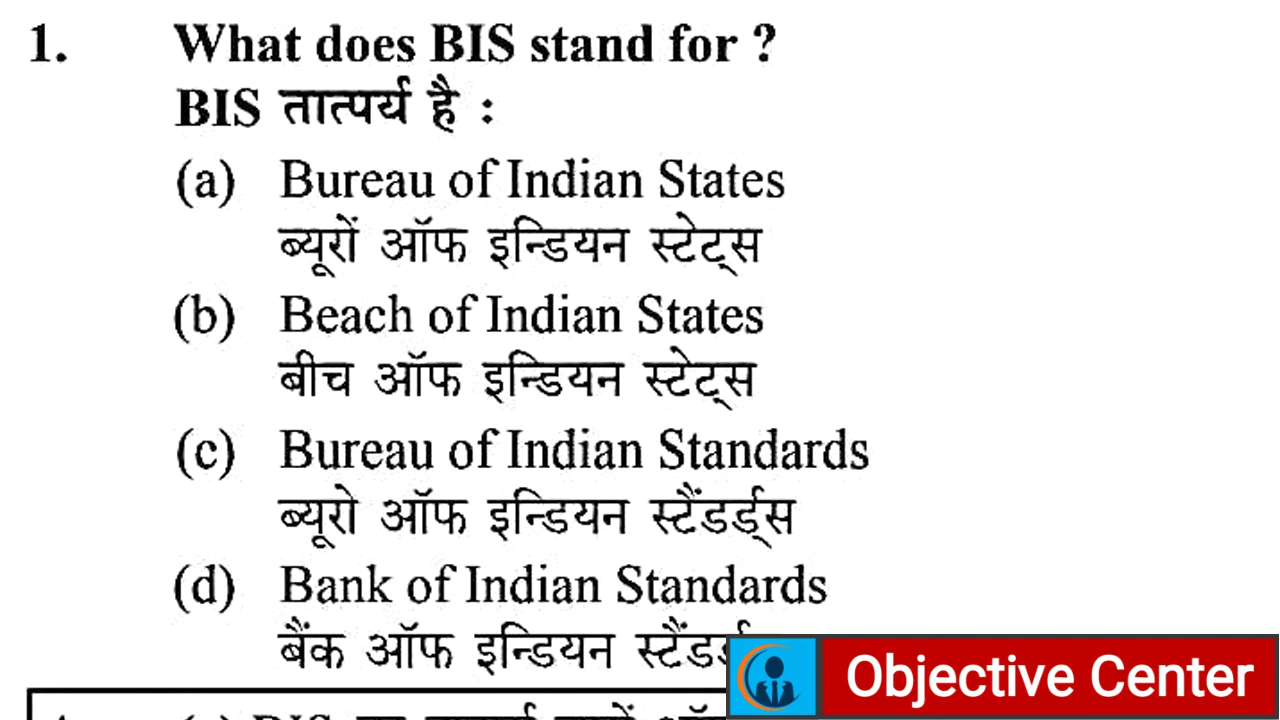 1. What does BIS stand for ?
BIS तात्पर्य है :
(a) Bureau of Indian States
ब्यूरों ऑफ इन्डियन स्टेट्स
(b) Beach of Indian States
बीच ऑफ इन्डियन स्टेट्स
(c) Bureau of Indian Standards
ब्यूरो ऑफ इन्डियन स्टैंडर्ड्स
(d) Bank of Indian Standards
बैंक ऑफ इन्डियन
Objective Center